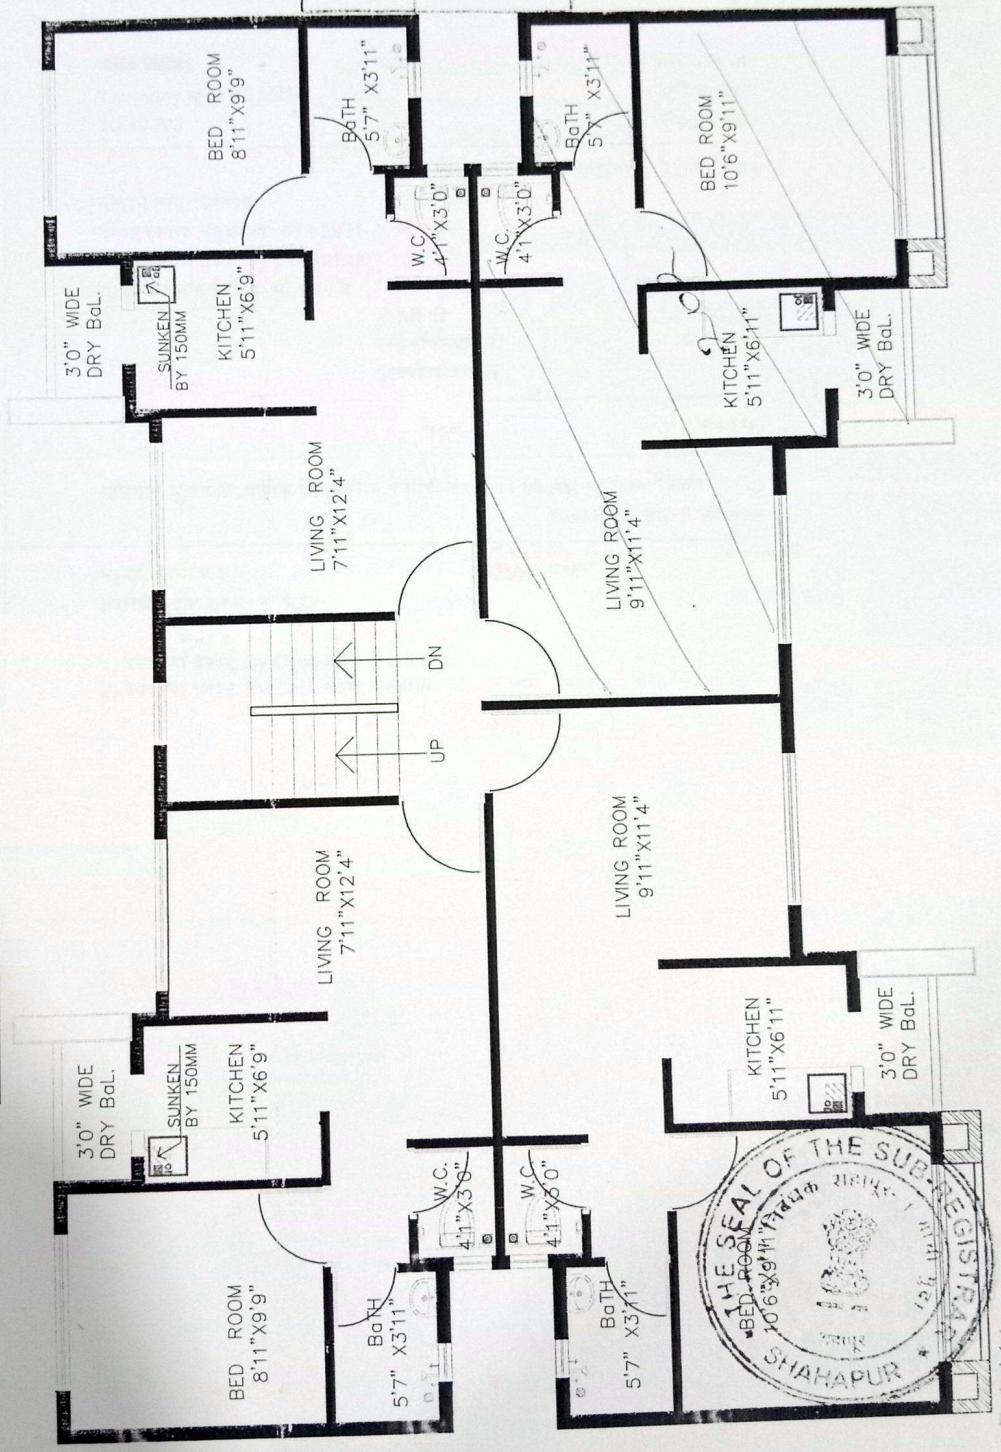 BED ROOM
8'11"X9'9"
BaTH
5'7" X3'11"
BaTH
5'7" X3'11"
BED ROOM
10'6"X9'11"
W.C.
4'1"X3'0"
W.C.
4'1"X3'0"
3'0" WIDE
DRY BaL.
SUNKEN
BY 150MM
KITCHEN
5'11"X6'9"
202
KITCHEN
5'11"X6'11"
3'0" WIDE
DRY BaL.
LIVING ROOM
7'11"X12'4"
LIVING ROOM
9'11"X11'4"
DN
UP
LIVING ROOM
7'11"X12'4"
LIVING ROOM
9'11"X11'4"
3'0" WIDE
DRY BaL.
SUNKEN
BY 150MM
KITCHEN
5'11"X6'9"
KITCHEN
5'11"X6'11"
3'0" WIDE
DRY BaL.
W.C.
4'1"X3'0"
W.C.
4'1"X3'0"
BED ROOM
8'11"X9'9"
BaTH
5'7" X3'11"
BaTH
5'7" X3'11"
BED ROOM
10'6"X9'11"
THE SEAL OF THE SUB-REGISTRAR
SHAHAPUR